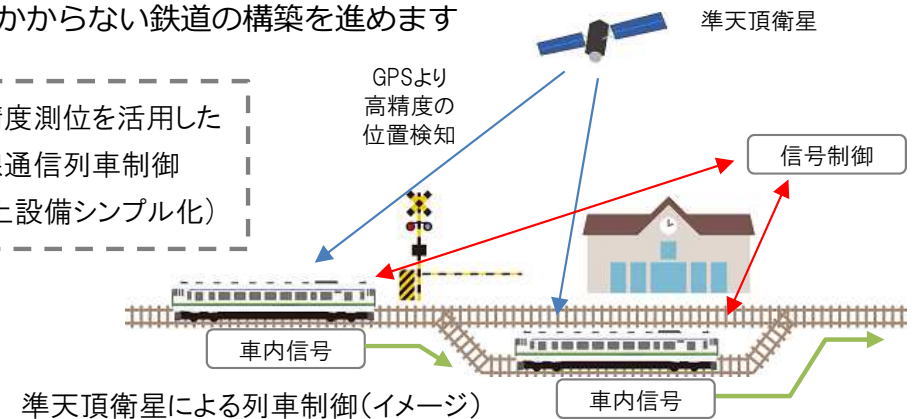 かからない鉄道の構築を進めます
準天頂衛星
GPSより
高精度の
位置検知
度測位を活用した
通信列車制御
設備シンプル化）
信号制御
車内信号
車内信号
準天頂衛星による列車制御（イメージ）